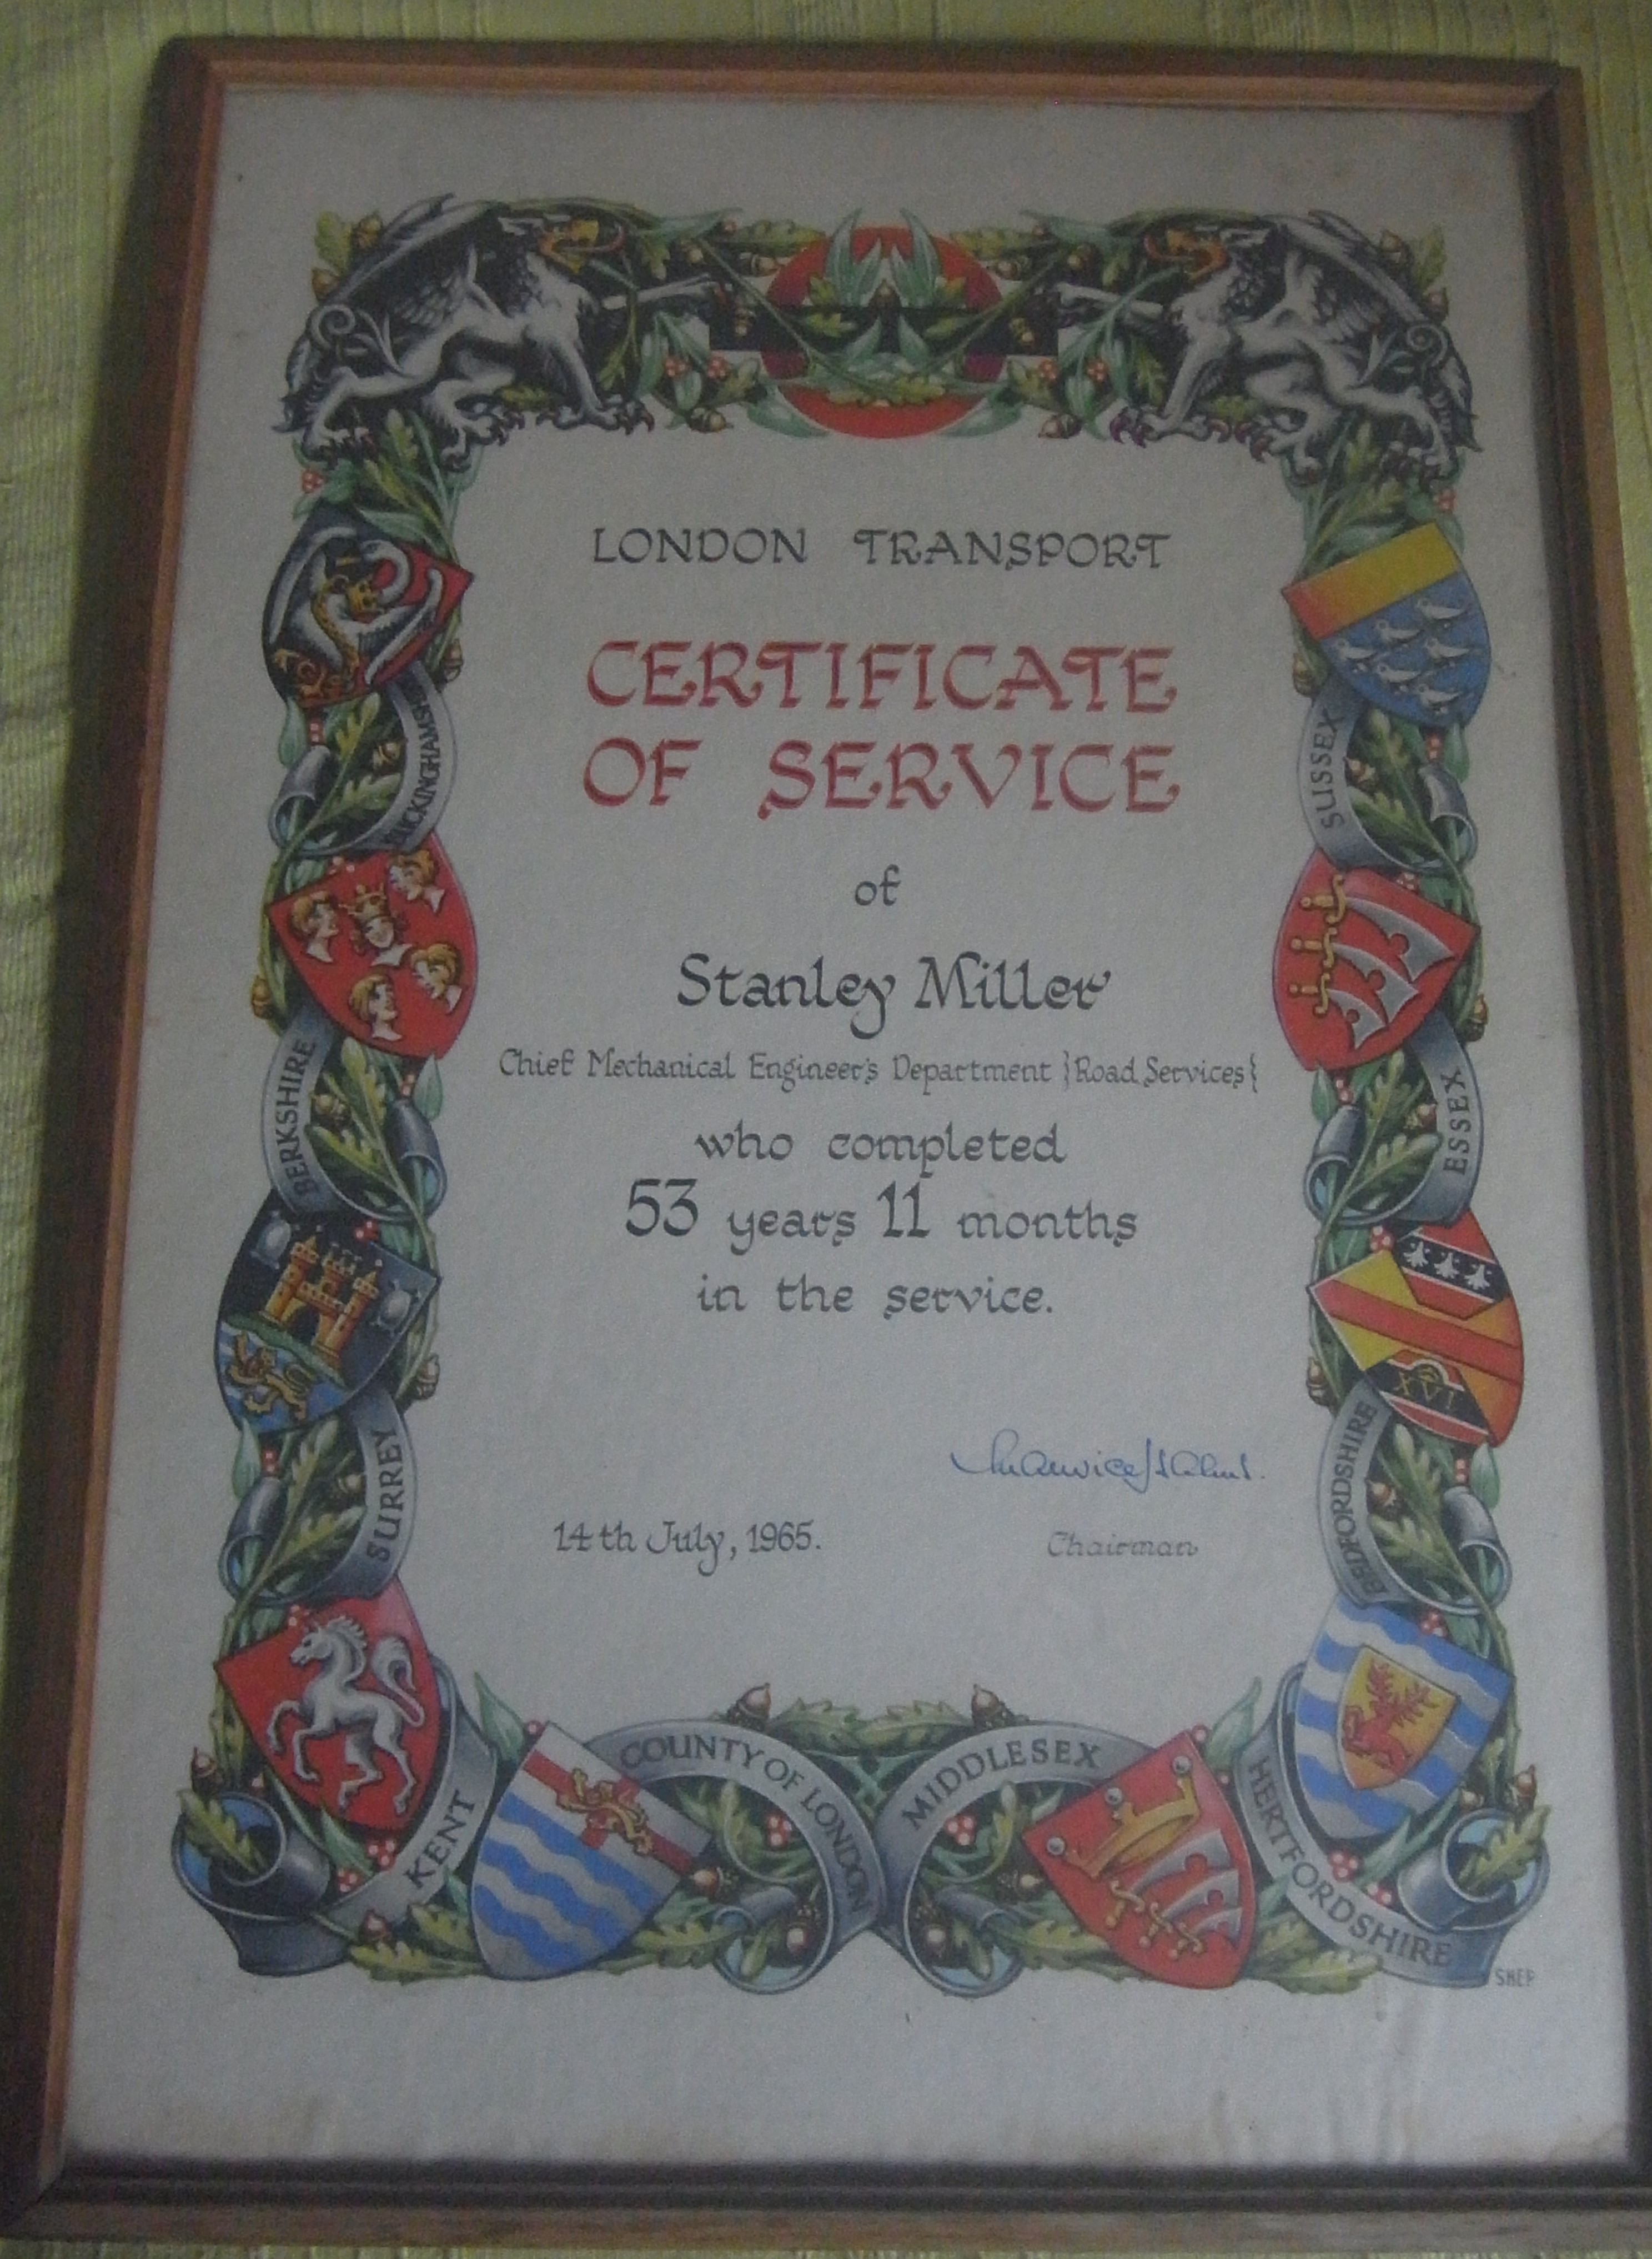 LONDON TRANSPORT
CERTIFICATE
OF SERVICE
of
Stanley Miller
Chief Mechanical Engineer's Department }Road Services{
who completed
53 years 11 months
in the service.
14th July, 1965.
Chairman
BUCKINGHAMSHIRE
BERKSHIRE
SURREY
KENT
COUNTY OF LONDON
MIDDLESEX
HERTFORDSHIRE
BEDFORDSHIRE
XVI
ESSEX
SUSSEX
SHEP